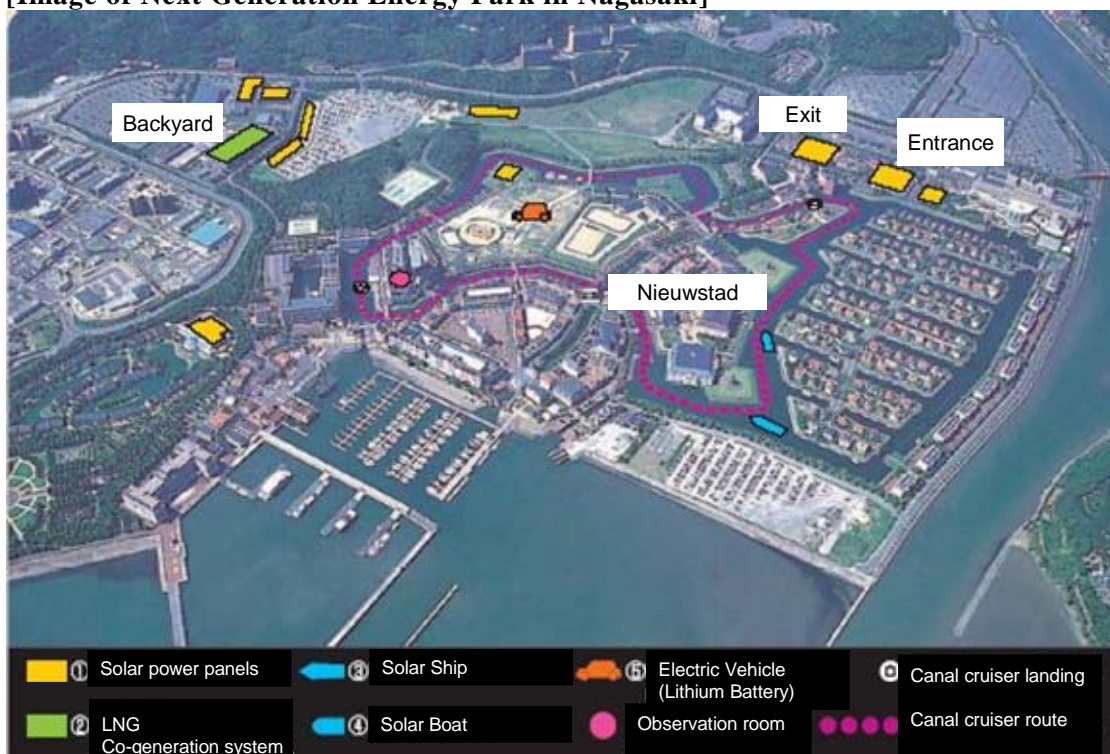 [Image of Next Generation Energy Park in Nagasaki]
Backyard
Exit
Entrance
Nieuwstad
① Solar power panels
③ Solar Ship
⑤ Electric Vehicle
(Lithium Battery)
Canal cruiser landing
② LNG
Co-generation system
④ Solar Boat
Observation room
Canal cruiser route